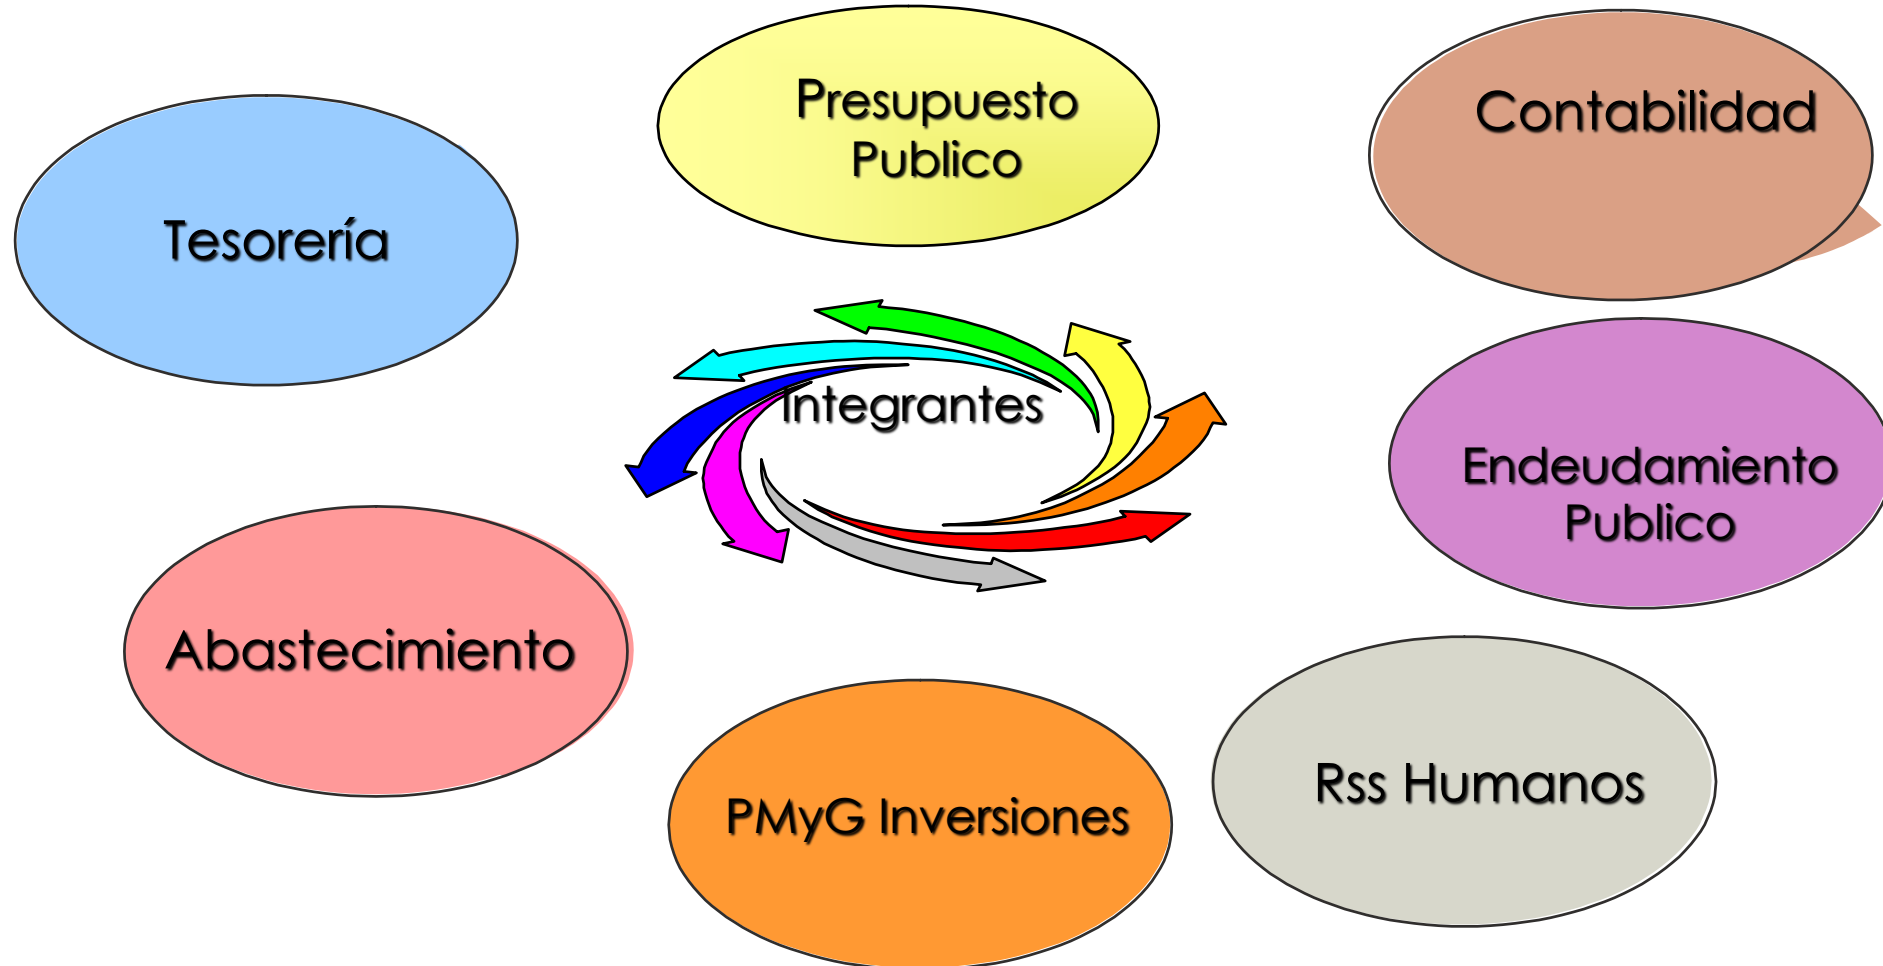 Presupuesto
Publico
Contabilidad
Tesorería
Integrantes
Endeudamiento
Publico
Abastecimiento
PMyG Inversiones
Rss Humanos